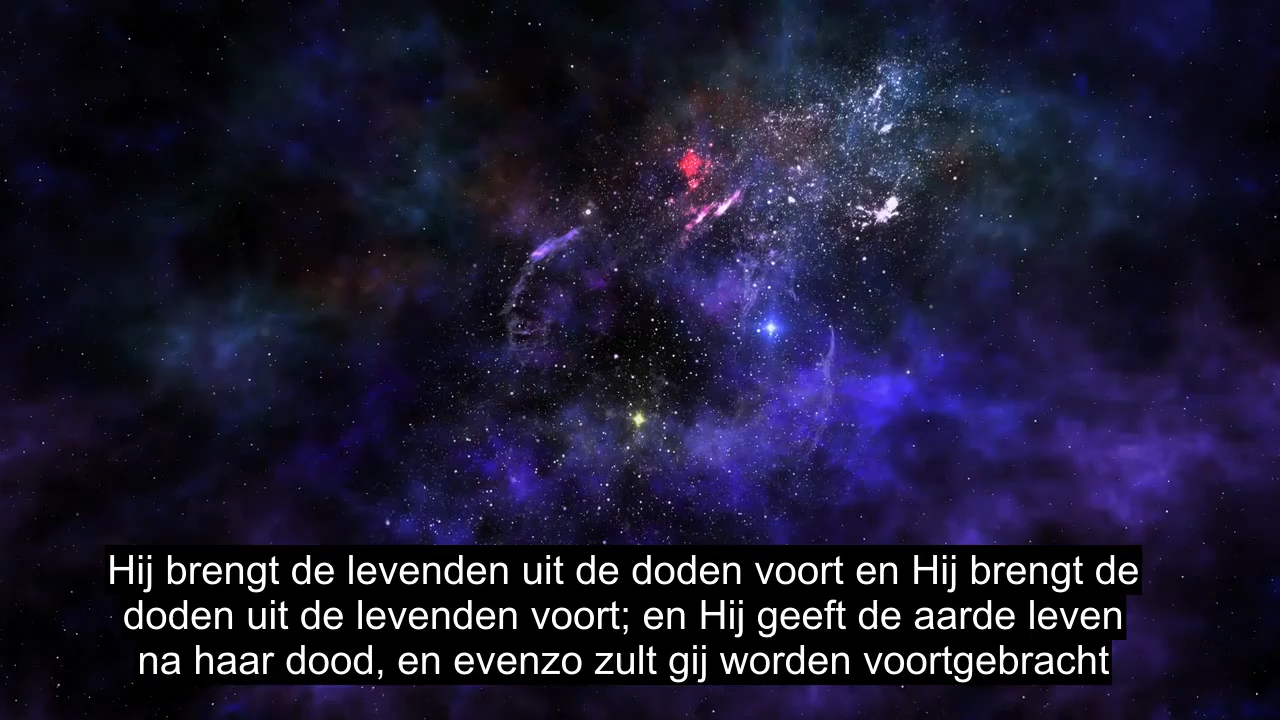 Hij brengt de levenden uit de doden voort en Hij brengt de
doden uit de levenden voort; en Hij geeft de aarde leven
na haar dood, en evenzo zult gij worden voortgebracht